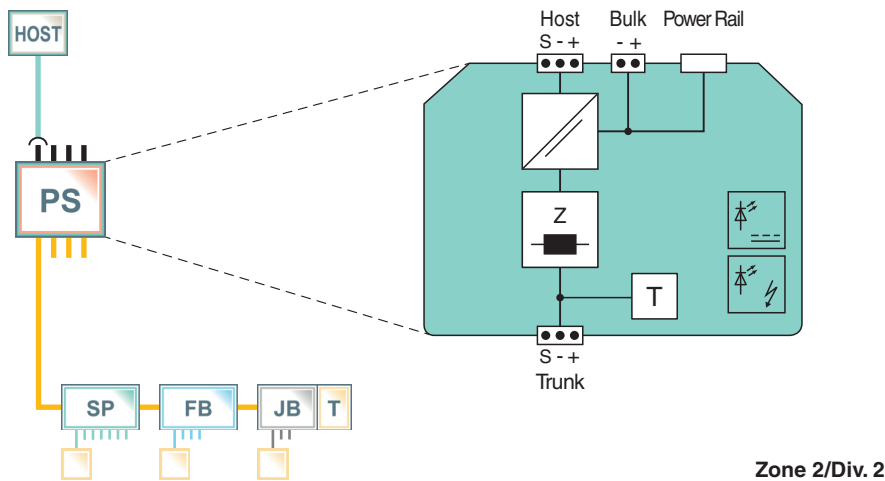 HOST
Host Bulk Power Rail
S - + - +
PS
Z
T
S - +
Trunk
SP FB JB T
Zone 2/Div. 2